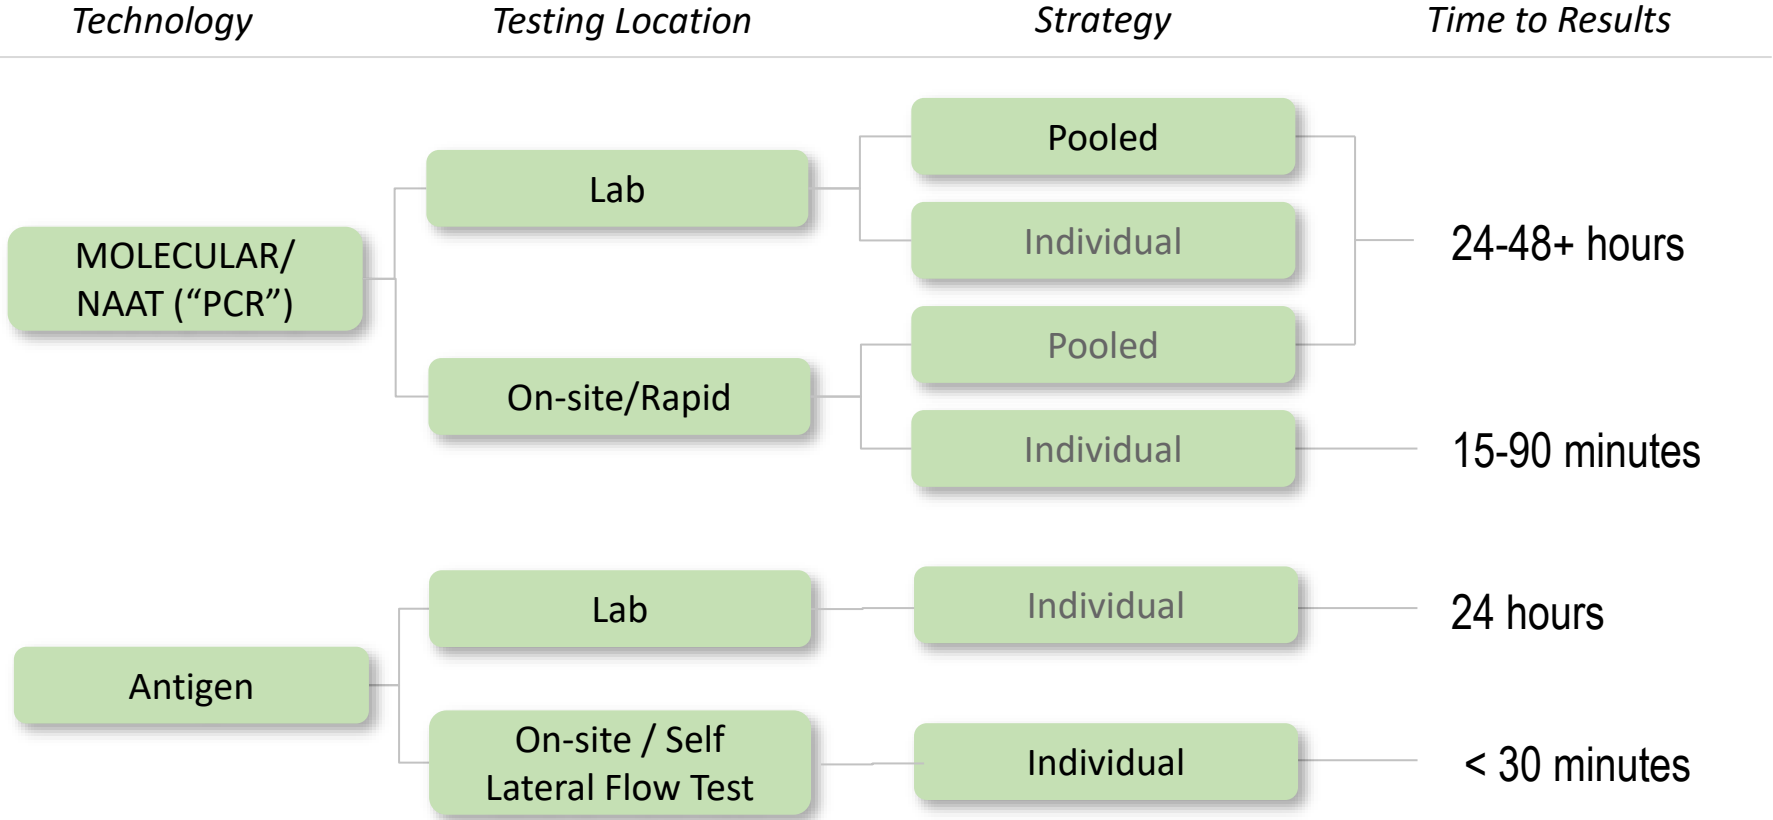 Technology Testing Location Strategy Time to Results
Pooled
Lab
Individual
24-48+ hours
MOLECULAR/
NAAT (“PCR”)
Pooled
On-site/Rapid
Individual
15-90 minutes
Lab
Individual
24 hours
Antigen
On-site / Self
Lateral Flow Test
Individual
< 30 minutes